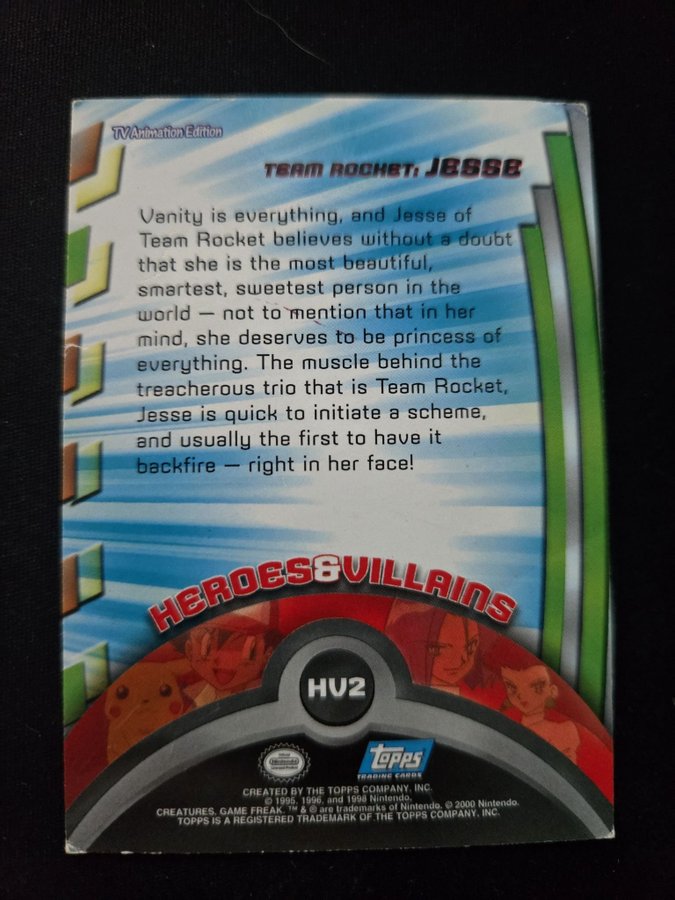 TV Animation Edition
TEAM ROCKET: JESSE
Vanity is everything, and Jesse of
Team Rocket believes without a doubt
that she is the most beautiful,
smartest, sweetest person in the
world — not to mention that in her
mind, she deserves to be princess of
everything. The muscle behind the
treacherous trio that is Team Rocket,
Jesse is quick to initiate a scheme,
and usually the first to have it
backfire — right in her face!
HEROES&VILLAINS
HV2
Official
Nintendo
Licensed Product
TOPPS
TRADING CARDS
CREATED BY THE TOPPS COMPANY, INC.
© 1995, 1996, and 1998 Nintendo,
CREATURES, GAME FREAK. ™ & ® are trademarks of Nintendo. © 2000 Nintendo.
TOPPS IS A REGISTERED TRADEMARK OF THE TOPPS COMPANY, INC.